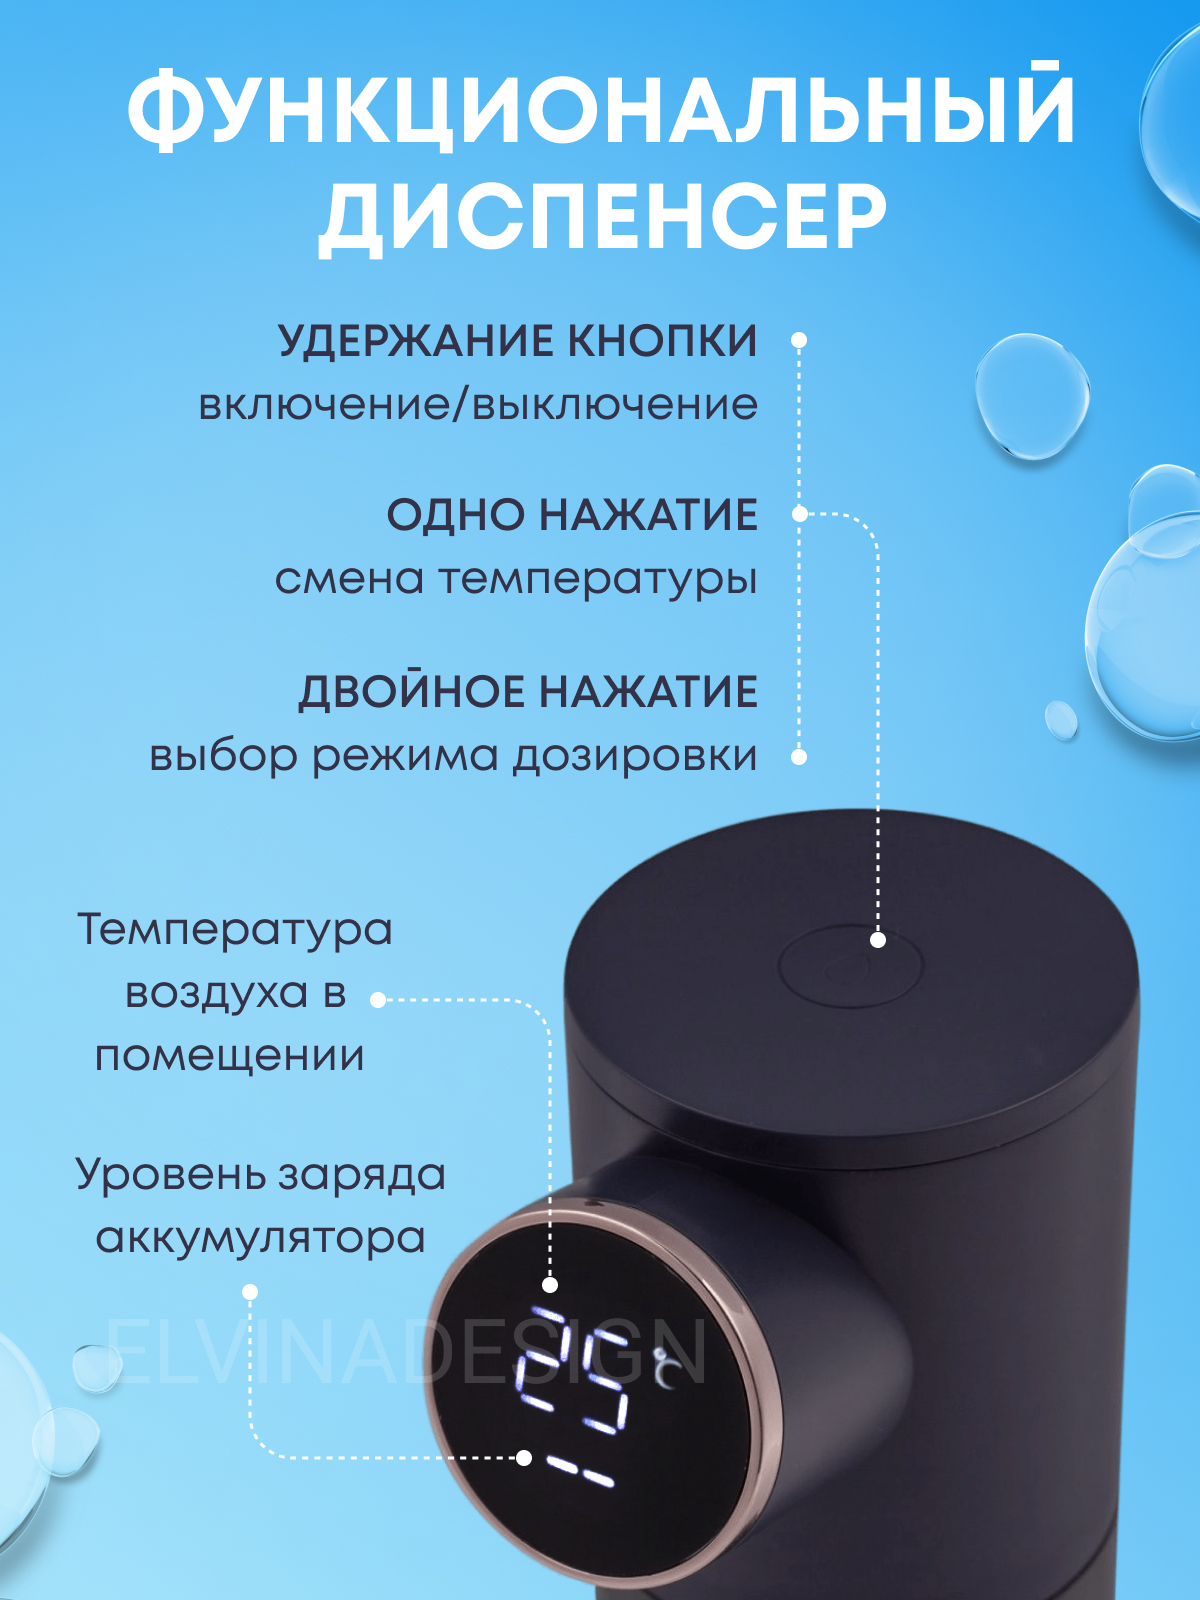 ФУНКЦИОНАЛЬНЫЙ
ДИСПЕНСЕР
УДЕРЖАНИЕ КНОПКИ
включение/выключение
ОДНО НАЖАТИЕ
смена температуры
ДВОЙНОЕ НАЖАТИЕ
выбор режима дозировки
Температура
воздуха в
помещении
Уровень заряда
аккумулятора
ELVINADESIGN
25 °C